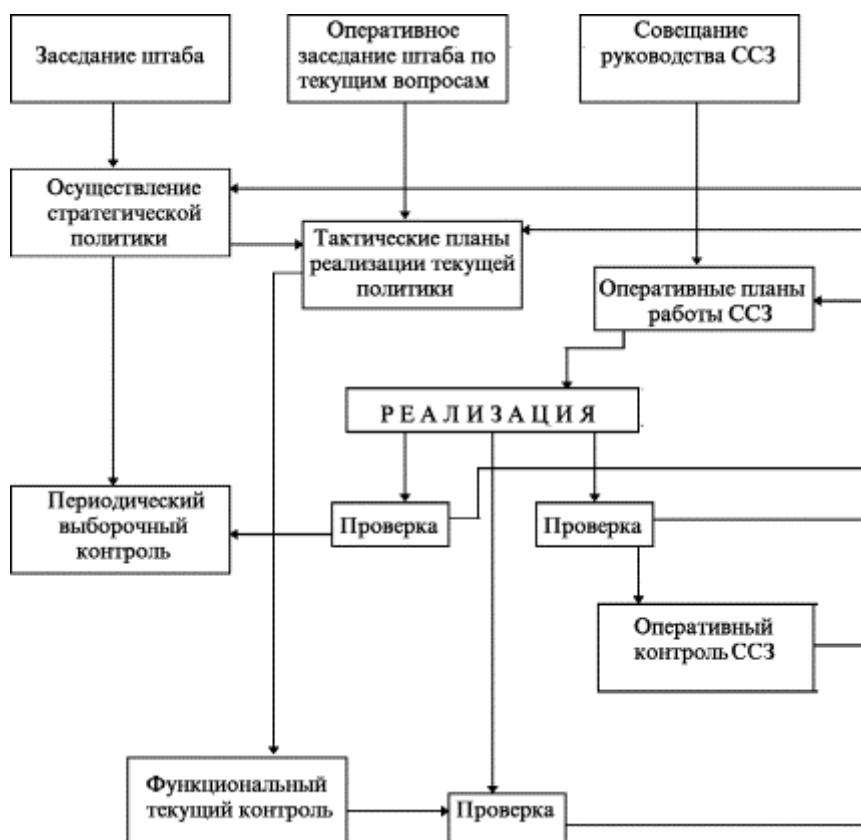 Заседание штаба
Оперативное
заседание штаба по
текущим вопросам
Совещание
руководства ССЗ
Осуществление
стратегической
политики
Тактические планы
реализации текущей
политики
Оперативные планы
работы ССЗ
Р Е А Л И З А Ц И Я
Периодический
выборочный
контроль
Проверка
Проверка
Оперативный
контроль ССЗ
Функциональный
текущий контроль
Проверка